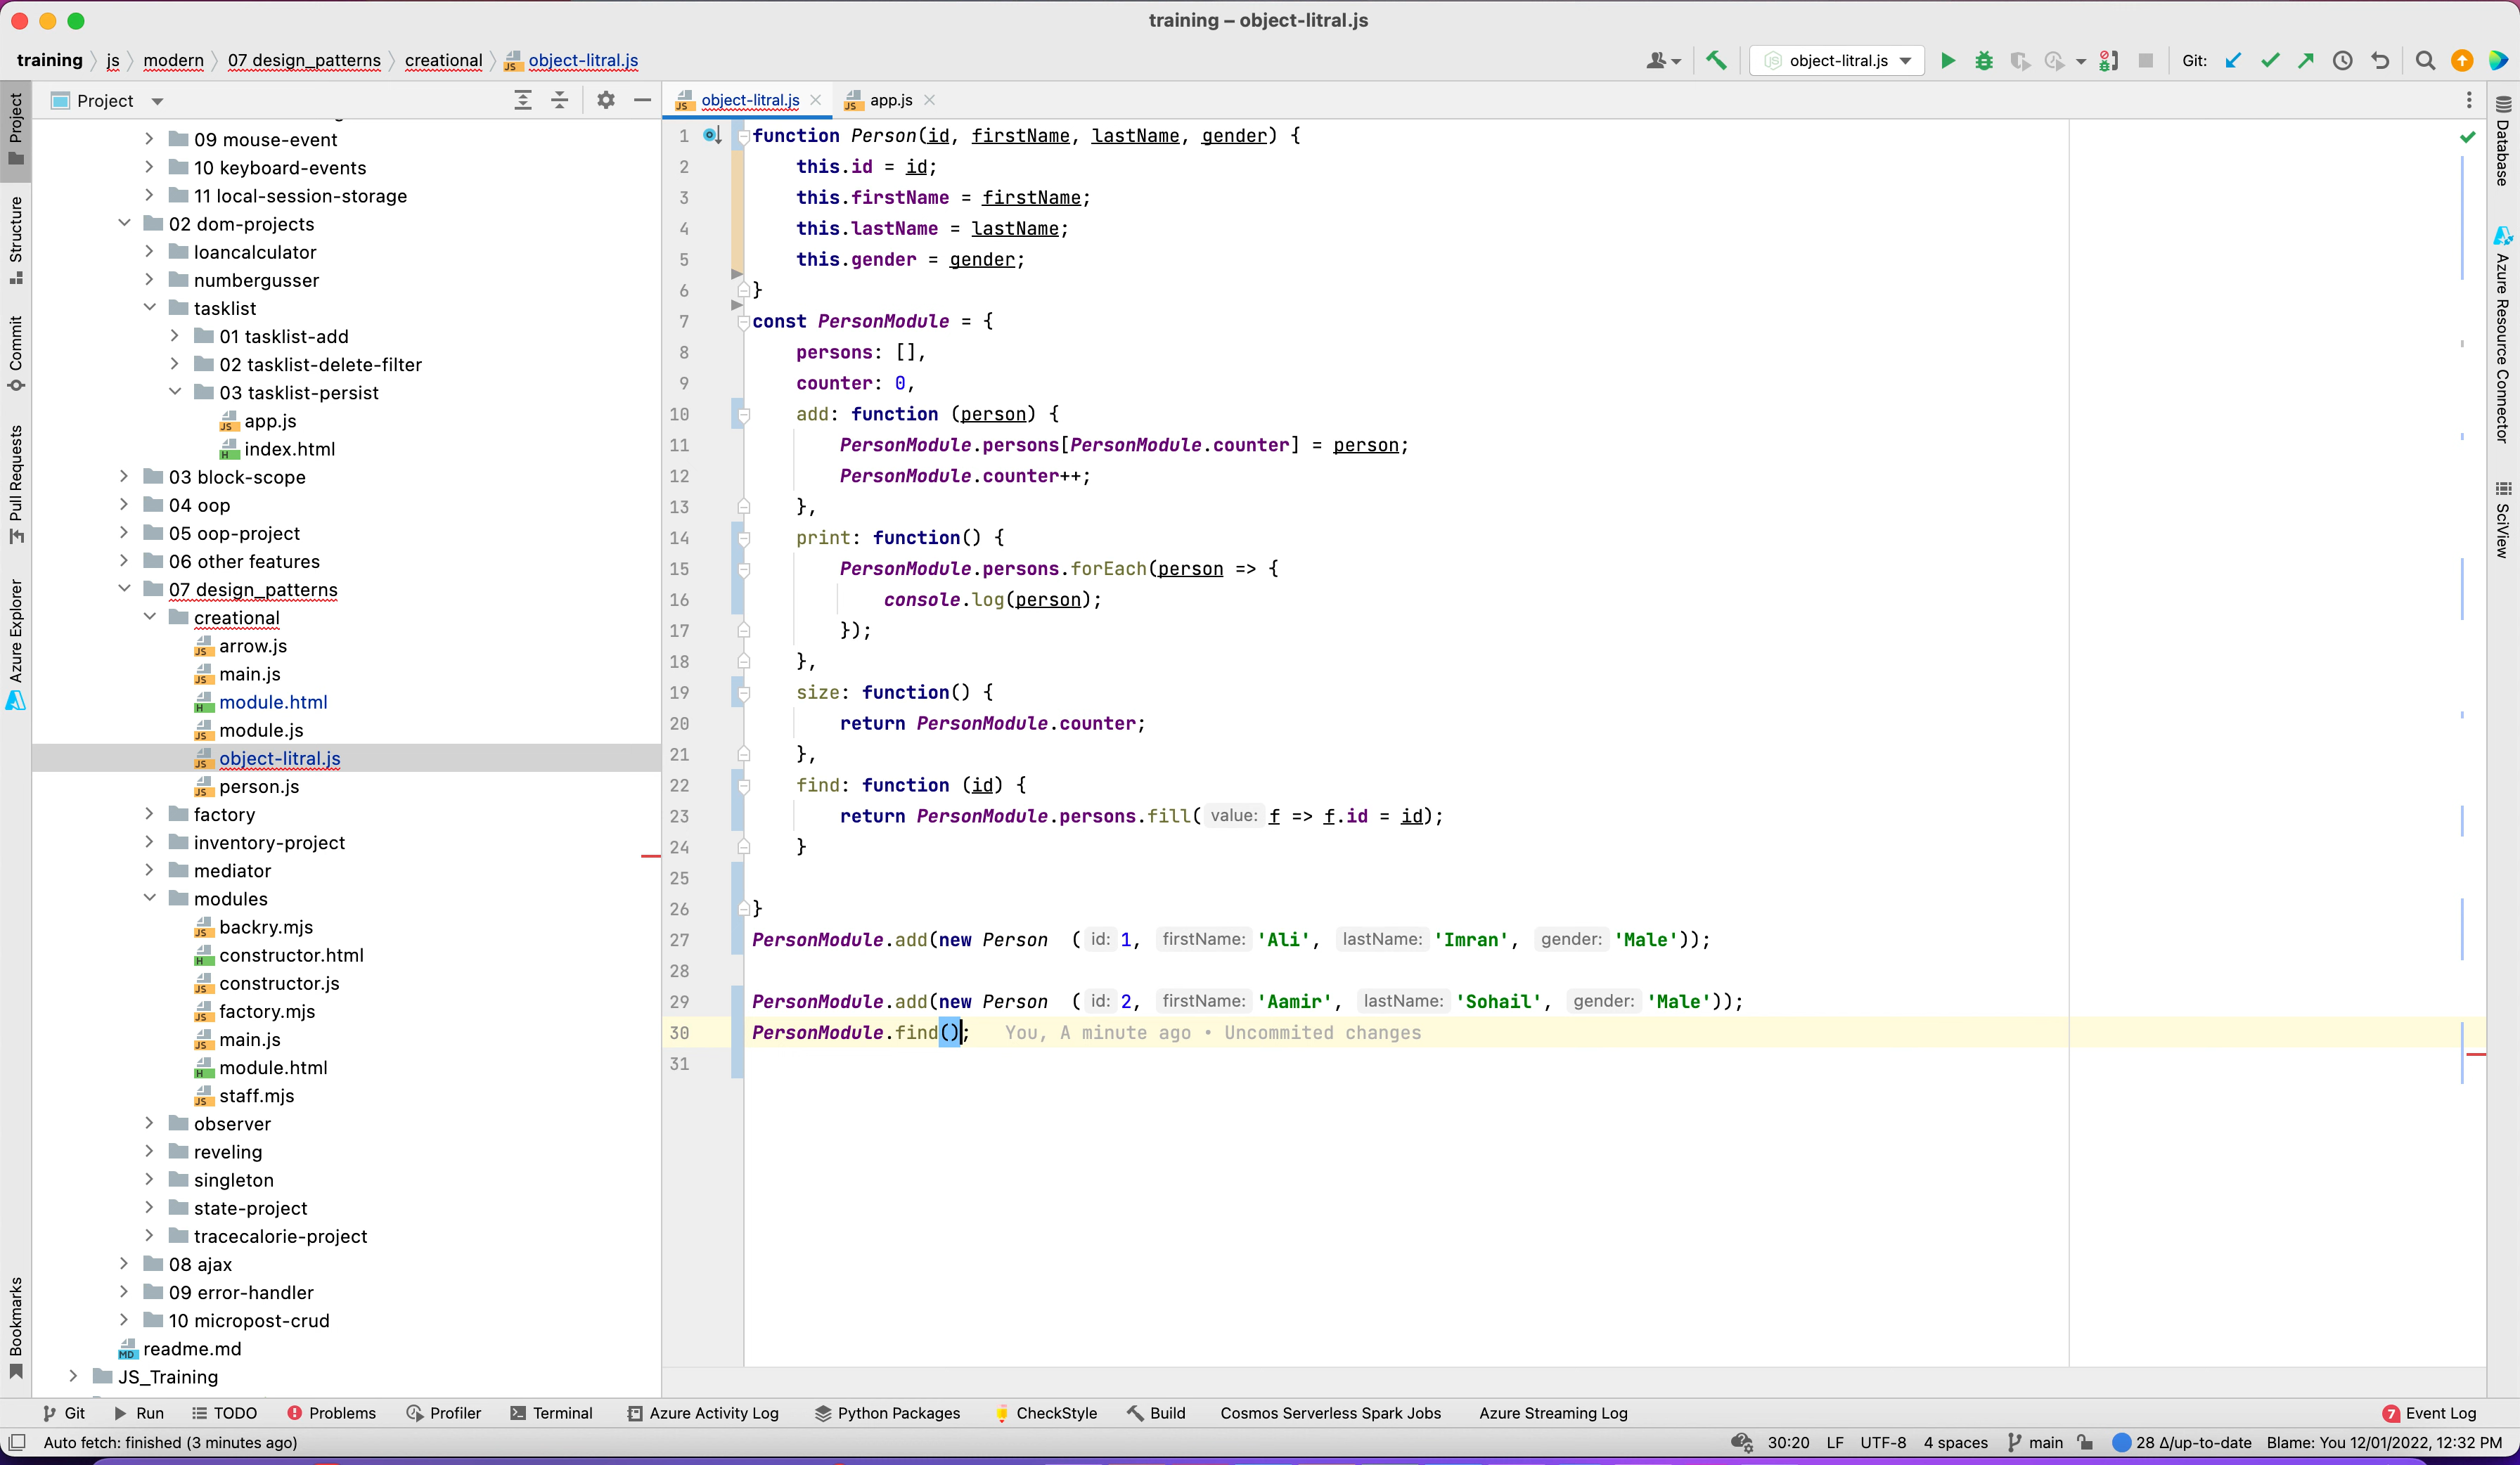 training – object-litral.js
training js modern 07 design_patterns creational object-litral.js
object-litral.js Git:
Project
object-litral.js app.js
Project
Structure
Commit
Pull Requests
Azure Explorer
Bookmarks
09 mouse-event
10 keyboard-events
11 local-session-storage
02 dom-projects
loancalculator
numbergusser
tasklist
01 tasklist-add
02 tasklist-delete-filter
03 tasklist-persist
app.js
index.html
03 block-scope
04 oop
05 oop-project
06 other features
07 design_patterns
creational
arrow.js
main.js
module.html
module.js
object-litral.js
person.js
factory
inventory-project
mediator
modules
backry.mjs
constructor.html
constructor.js
factory.mjs
main.js
module.html
staff.mjs
observer
reveling
singleton
state-project
tracecalorie-project
08 ajax
09 error-handler
10 micropost-crud
readme.md
JS_Training
1 function Person(id, firstName, lastName, gender) {
2 this.id = id;
3 this.firstName = firstName;
4 this.lastName = lastName;
5 this.gender = gender;
6 }
7 const PersonModule = {
8 persons: [],
9 counter: 0,
10 add: function (person) {
11 PersonModule.persons[PersonModule.counter] = person;
12 PersonModule.counter++;
13 },
14 print: function() {
15 PersonModule.persons.forEach(person => {
16 console.log(person);
17 });
18 },
19 size: function() {
20 return PersonModule.counter;
21 },
22 find: function (id) {
23 return PersonModule.persons.fill( value: f => f.id = id);
24 }
25
26 }
27 PersonModule.add(new Person ( id: 1, firstName: 'Ali', lastName: 'Imran', gender: 'Male'));
28
29 PersonModule.add(new Person ( id: 2, firstName: 'Aamir', lastName: 'Sohail', gender: 'Male'));
30 PersonModule.find(); You, A minute ago • Uncommited changes
31
Database
Azure Resource Connector
SciView
Git Run TODO Problems Profiler Terminal Azure Activity Log Python Packages CheckStyle Build Cosmos Serverless Spark Jobs Azure Streaming Log 7 Event Log
Auto fetch: finished (3 minutes ago) 30:20 LF UTF-8 4 spaces main 28 Δ/up-to-date Blame: You 12/01/2022, 12:32 PM